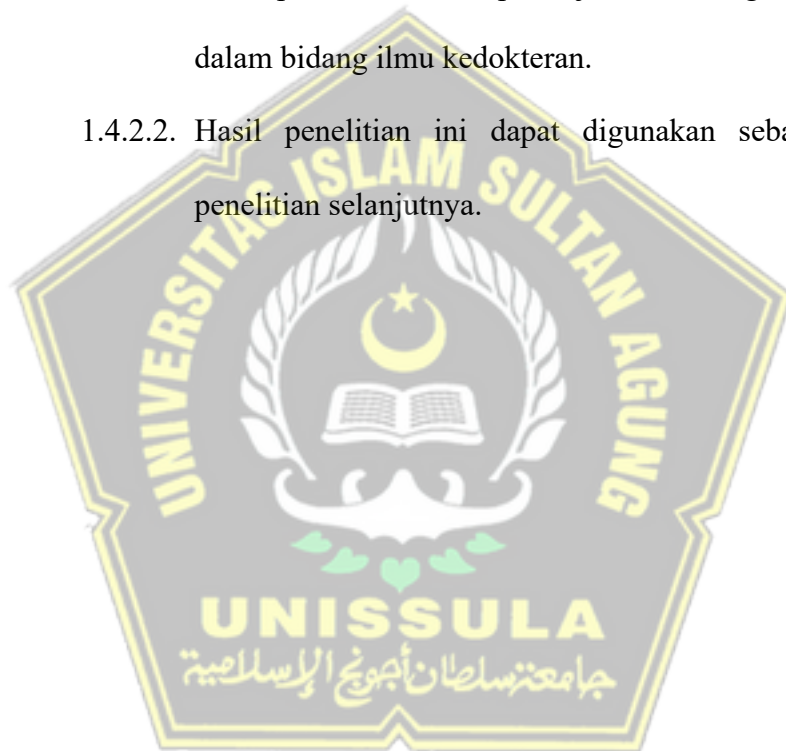 dalam bidang ilmu kedokteran.
1.4.2.2. Hasil penelitian ini dapat digunakan seba
penelitian selanjutnya.
UNIVERSITAS ISLAM SULTAN AGUNG
UNISSULA
جامعة سلطان أجونج الإسلامية